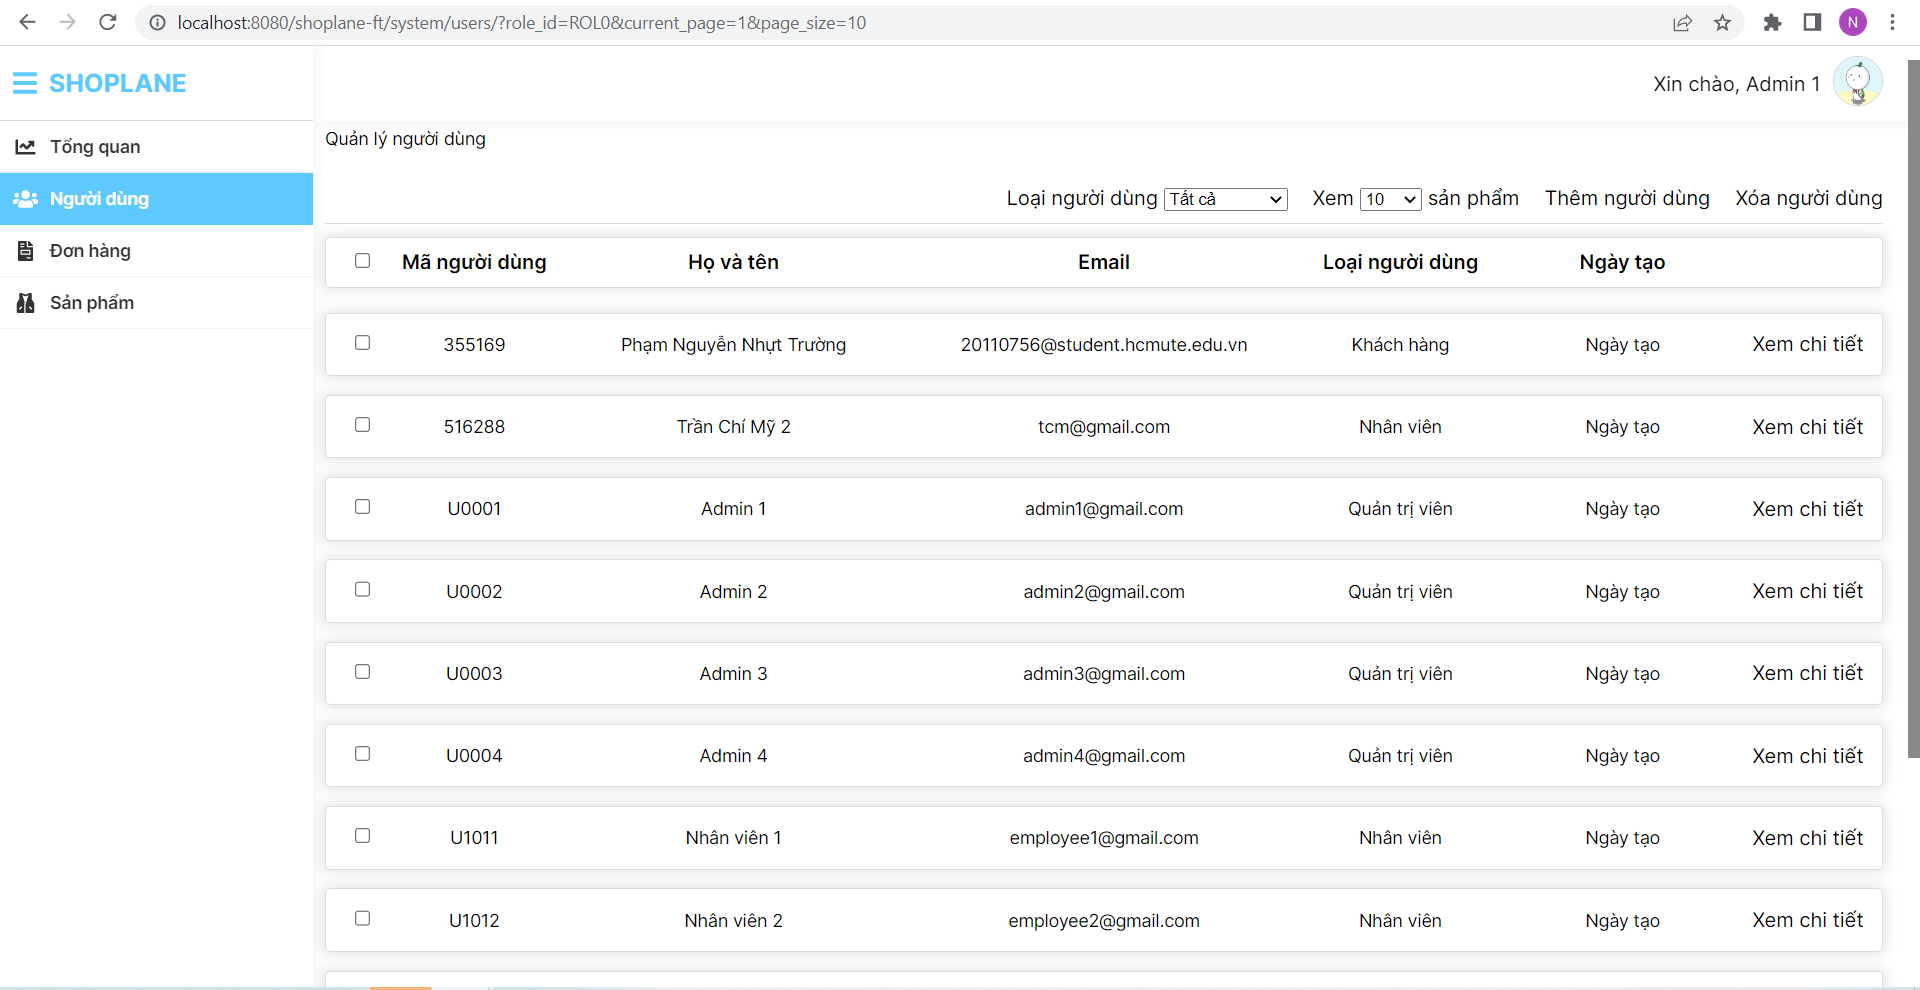 localhost:8080/shoplane-ft/system/users/?role_id=ROL0&current_page=1&page_size=10
N
SHOPLANE
Xin chào, Admin 1
Tổng quan
Người dùng
Đơn hàng
Sản phẩm
Quản lý người dùng
Loại người dùng Tất cả Xem 10 sản phẩm Thêm người dùng Xóa người dùng
Mã người dùng Họ và tên Email Loại người dùng Ngày tạo
355169 Phạm Nguyễn Nhựt Trường 20110756@student.hcmute.edu.vn Khách hàng Ngày tạo Xem chi tiết
516288 Trần Chí Mỹ 2 tcm@gmail.com Nhân viên Ngày tạo Xem chi tiết
U0001 Admin 1 admin1@gmail.com Quản trị viên Ngày tạo Xem chi tiết
U0002 Admin 2 admin2@gmail.com Quản trị viên Ngày tạo Xem chi tiết
U0003 Admin 3 admin3@gmail.com Quản trị viên Ngày tạo Xem chi tiết
U0004 Admin 4 admin4@gmail.com Quản trị viên Ngày tạo Xem chi tiết
U1011 Nhân viên 1 employee1@gmail.com Nhân viên Ngày tạo Xem chi tiết
U1012 Nhân viên 2 employee2@gmail.com Nhân viên Ngày tạo Xem chi tiết